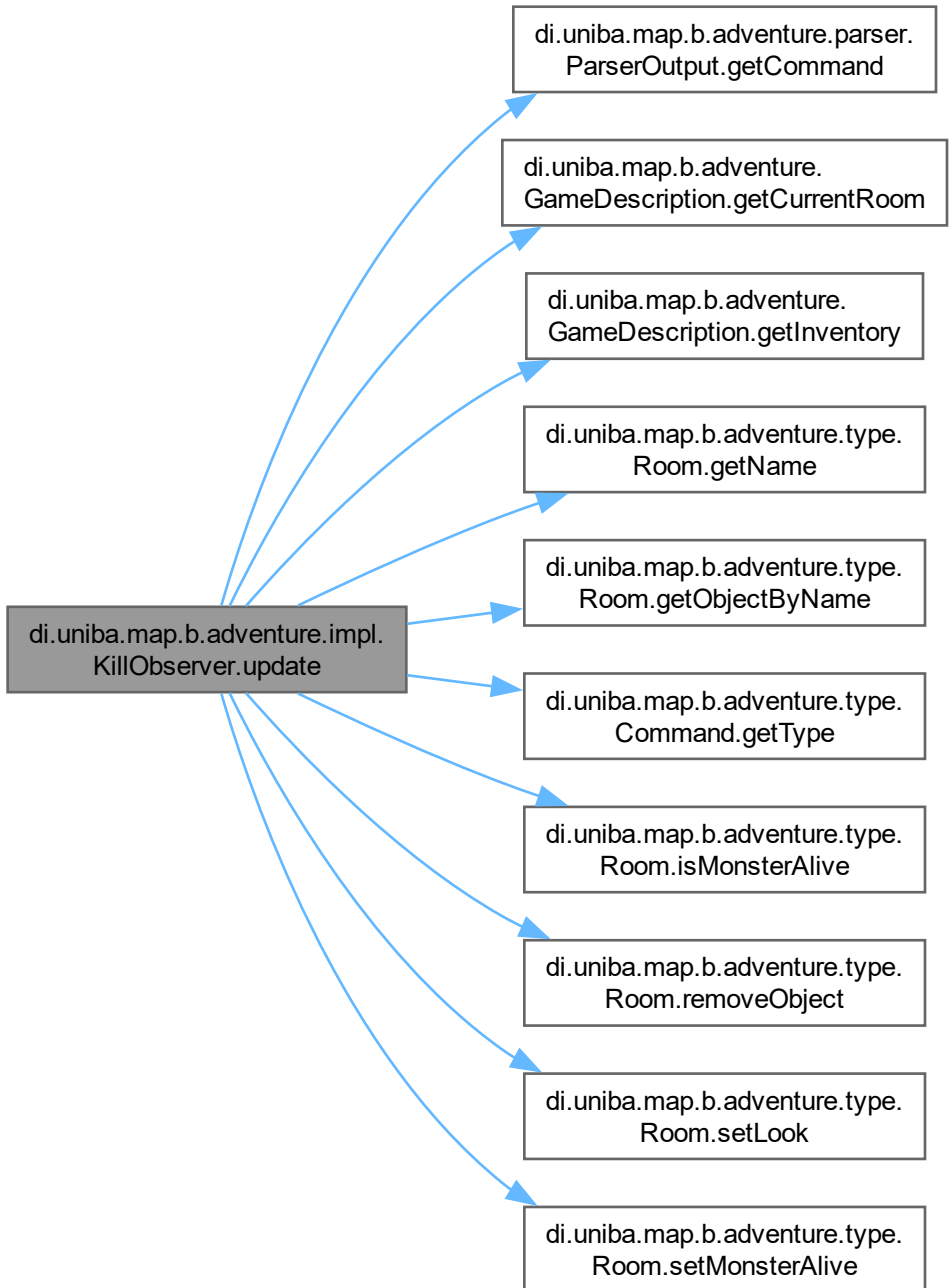 di.uniba.map.b.adventure.parser.
ParserOutput.getCommand
di.uniba.map.b.adventure.
GameDescription.getCurrentRoom
di.uniba.map.b.adventure.
GameDescription.getInventory
di.uniba.map.b.adventure.type.
Room.getName
di.uniba.map.b.adventure.type.
Room.getObjectByName
di.uniba.map.b.adventure.impl.
KillObserver.update
di.uniba.map.b.adventure.type.
Command.getType
di.uniba.map.b.adventure.type.
Room.isMonsterAlive
di.uniba.map.b.adventure.type.
Room.removeObject
di.uniba.map.b.adventure.type.
Room.setLook
di.uniba.map.b.adventure.type.
Room.setMonsterAlive